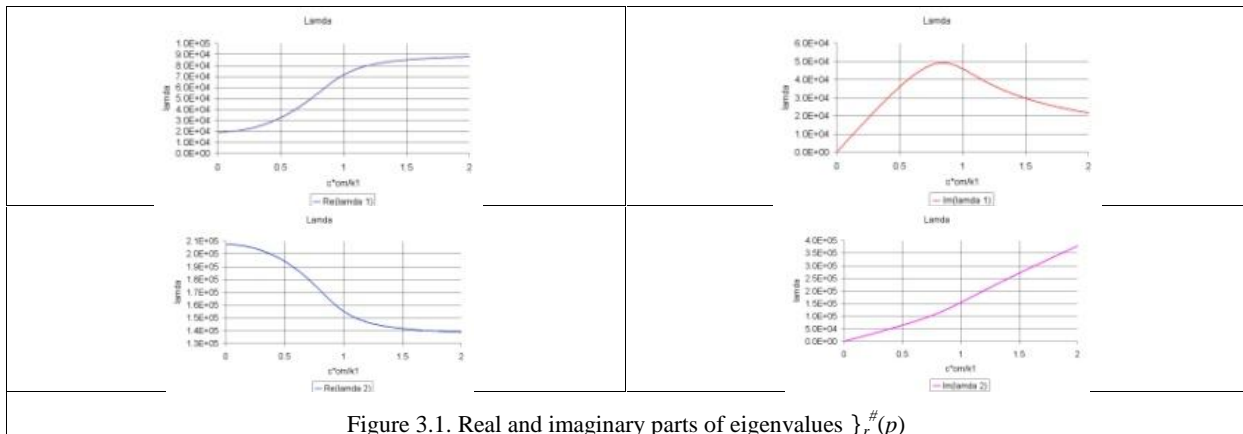 Lamda
1.0E+05
9.0E+04
8.0E+04
7.0E+04
6.0E+04
5.0E+04
4.0E+04
3.0E+04
2.0E+04
1.0E+04
0.0E+00
lamda
0 0.5 1 1.5 2
c*om/k1
Re(lamda 1)
Lamda
6.0E+04
5.0E+04
4.0E+04
3.0E+04
2.0E+04
1.0E+04
0.0E+00
lamda
0 0.5 1 1.5 2
c*om/k1
Im(lamda 1)
Lamda
2.1E+05
2.0E+05
1.9E+05
1.8E+05
1.7E+05
1.6E+05
1.5E+05
1.4E+05
1.3E+05
lamda
0 0.5 1 1.5 2
c*om/k1
Re(lamda 2)
Lamda
4.0E+05
3.5E+05
3.0E+05
2.5E+05
2.0E+05
1.5E+05
1.0E+05
5.0E+04
0.0E+00
lamda
0 0.5 1 1.5 2
c*om/k1
Im(lamda 2)
Figure 3.1. Real and imaginary parts of eigenvalues }r#(p)